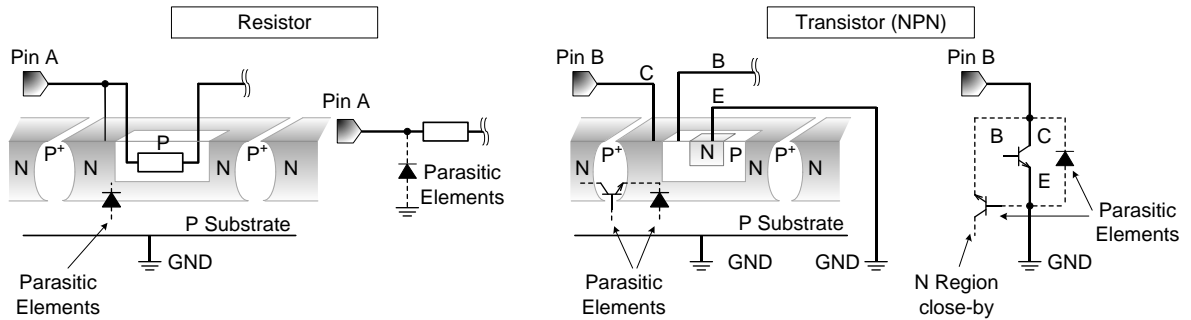 Resistor
Transistor (NPN)
Pin A
Pin B
Pin B
C
B
E
Pin A
P
N
P+
N
N
P+
N
Parasitic
Elements
P Substrate
GND
Parasitic
Elements
N
P+
N
N
P
N
P+
N
P Substrate
GND
GND
Parasitic
Elements
B
C
E
Parasitic
Elements
GND
N Region
close-by